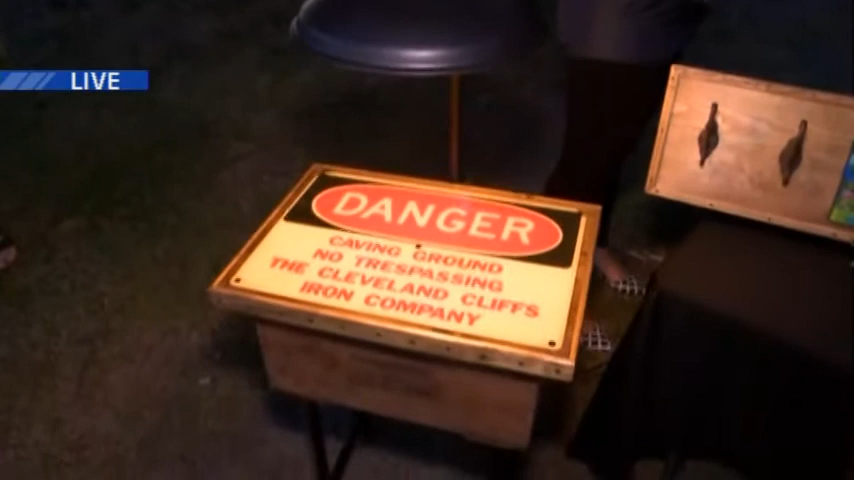 LIVE
DANGER
CAVING GROUND
NO TRESPASSING
THE CLEVELAND CLIFFS
IRON COMPANY